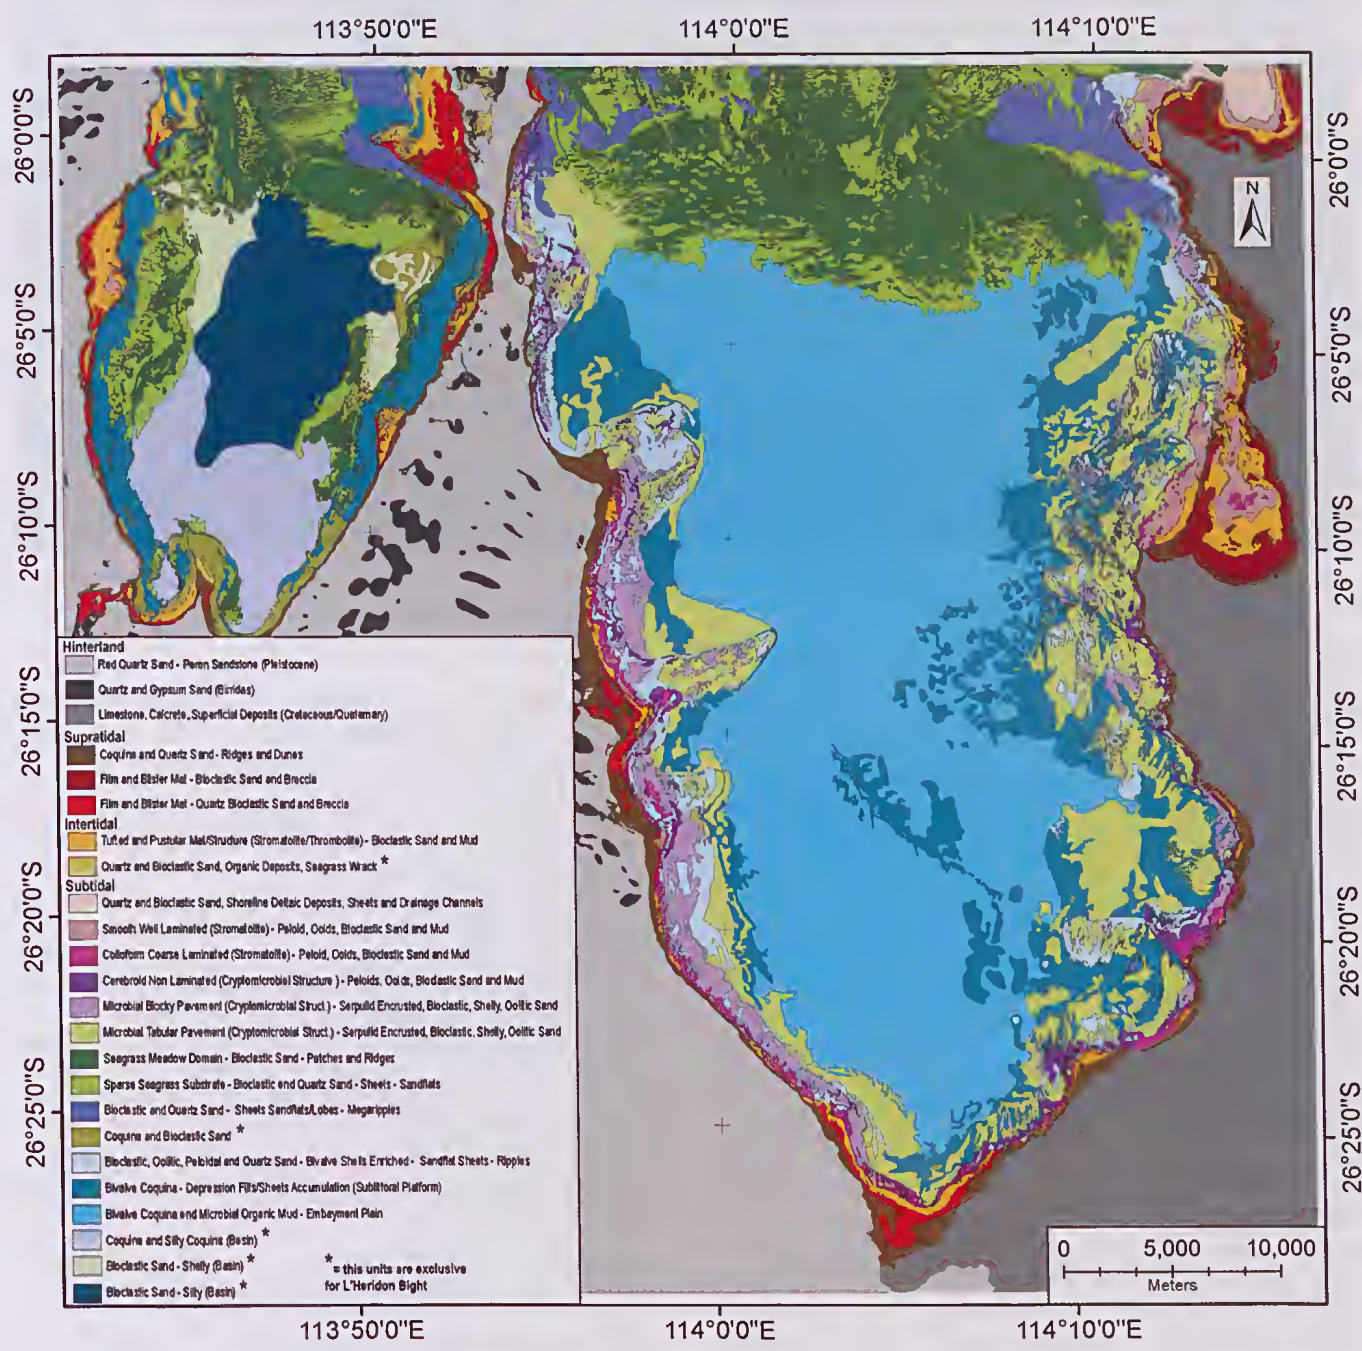 113°50'0"E 114°0'0"E 114°10'0"E
26°0'0"S
26°5'0"S
26°10'0"S
26°15'0"S
26°20'0"S
26°25'0"S
N
26°0'0"S
26°5'0"S
26°10'0"S
26°15'0"S
26°20'0"S
26°25'0"S
Hinterland
Red Quartz Sand - Peron Sandstone (Pleistocene)
Quartz and Gypsum Sand (Birridas)
Limestone, Calcrete, Superficial Deposits (Cretaceous/Quaternary)
Supratidal
Coquina and Quartz Sand - Ridges and Dunes
Film and Blister Mat - Bioclastic Sand and Breccia
Film and Blister Mat - Quartz Bioclastic Sand and Breccia
Intertidal
Tufted and Pustular Mat/Structure (Stromatolite/Thrombolite) - Bioclastic Sand and Mud
Quartz and Bioclastic Sand, Organic Deposits, Seagrass Wrack *
Subtidal
Quartz and Bioclastic Sand, Shoreline Deltaic Deposits, Sheets and Drainage Channels
Smooth Well Laminated (Stromatolite) - Peloid, Ooids, Bioclastic Sand and Mud
Colloform Coarse Laminated (Stromatolite) - Peloid, Ooids, Bioclastic Sand and Mud
Cerebroid Non Laminated (Cryptomicrobial Structure ) - Peloids, Ooids, Bioclastic Sand and Mud
Microbial Blocky Pavement (Cryptomicrobial Struct.) - Serpulid Encrusted, Bioclastic, Shelly, Oolitic Sand
Microbial Tabular Pavement (Cryptomicrobial Struct.) - Serpulid Encrusted, Bioclastic, Shelly, Oolitic Sand
Seagrass Meadow Domain - Bioclastic Sand - Patches and Ridges
Sparse Seagrass Substrate - Bioclastic and Quartz Sand - Sheets - Sandflats
Bioclastic and Quartz Sand - Sheets Sandflats/Lobes - Megaripples
Coquina and Bioclastic Sand *
Bioclastic, Oolitic, Peloidal and Quartz Sand - Bivalve Shells Enriched - Sandflat Sheets - Ripples
Bivalve Coquina - Depression Fills/Sheets Accumulation (Sublittoral Platform)
Bivalve Coquina and Microbial Organic Mud - Embayment Plain
Coquina and Silty Coquina (Basin) *
Bioclastic Sand - Shelly (Basin) *
Bioclastic Sand - Silty (Basin) *
* = this units are exclusive
for L'Heridon Bight
0 5,000 10,000
Meters
113°50'0"E 114°0'0"E 114°10'0"E